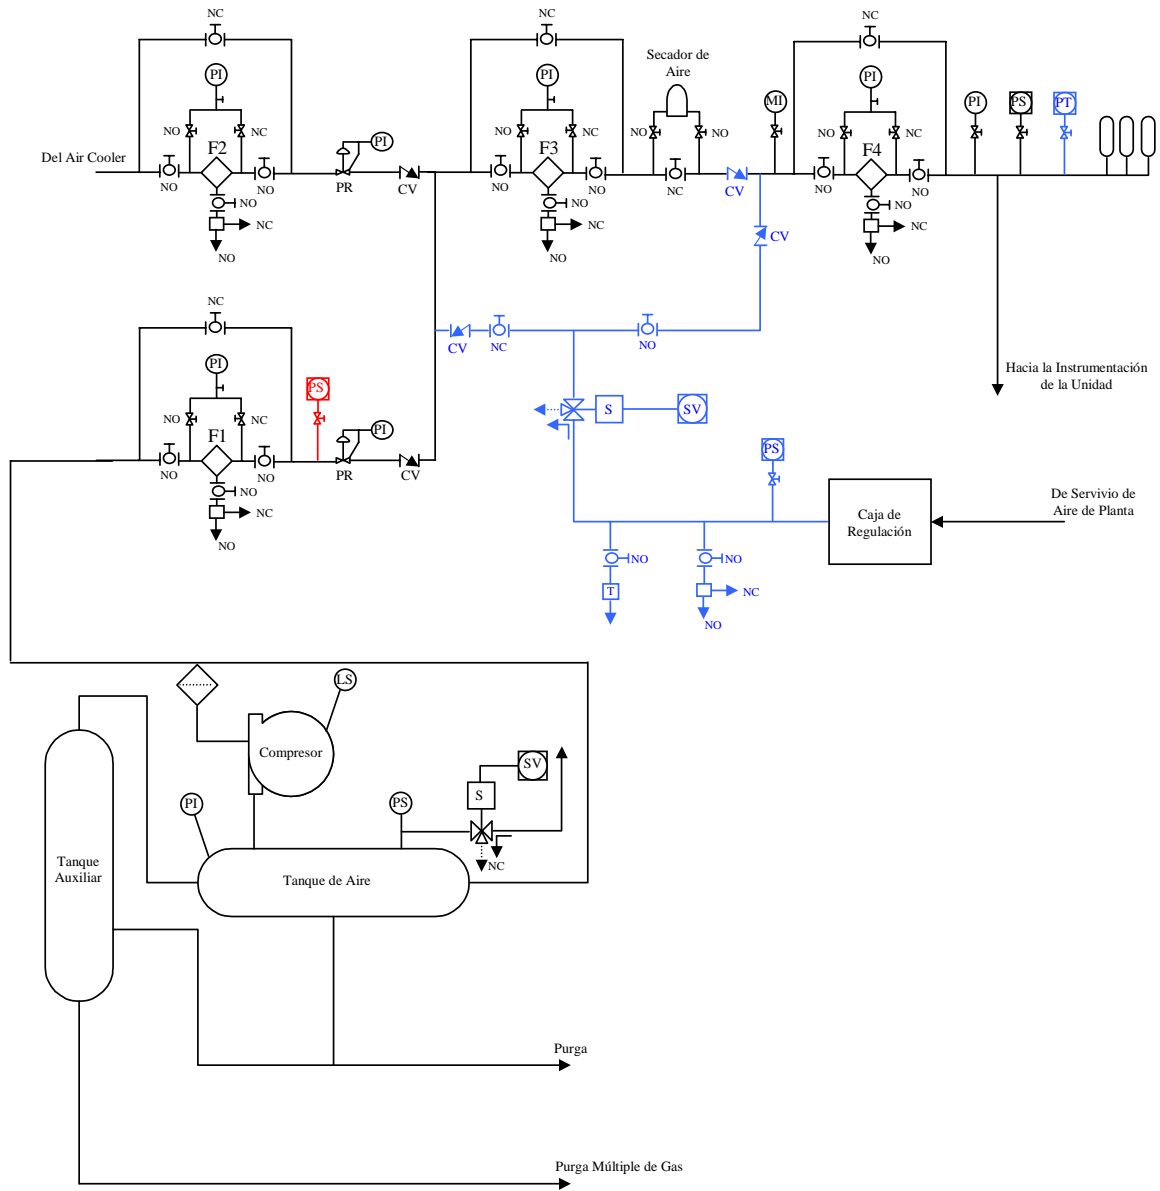 NC
NC
NC
Secador de
Aire
PI
PI
PI
MI
PI
PS
PT
NO
NC
NO
NC
NO
NO
NO
NC
F2
F3
F4
PI
Del Air Cooler
NO
NO
PR
CV
NO
NO
NC
CV
NO
NO
NO
NO
NO
NC
NC
NC
CV
NO
NO
NO
NC
CV
NC
NO
PI
Hacia la Instrumentación
de la Unidad
PS
S
SV
NO
NC
F1
PI
PS
NO
NO
PR
CV
NO
De Servivio de
Aire de Planta
Caja de
Regulación
NC
NO
NO
NO
T
NC
NO
LS
Compresor
SV
S
PI
PS
NC
Tanque
Auxiliar
Tanque de Aire
Purga
Purga Múltiple de Gas